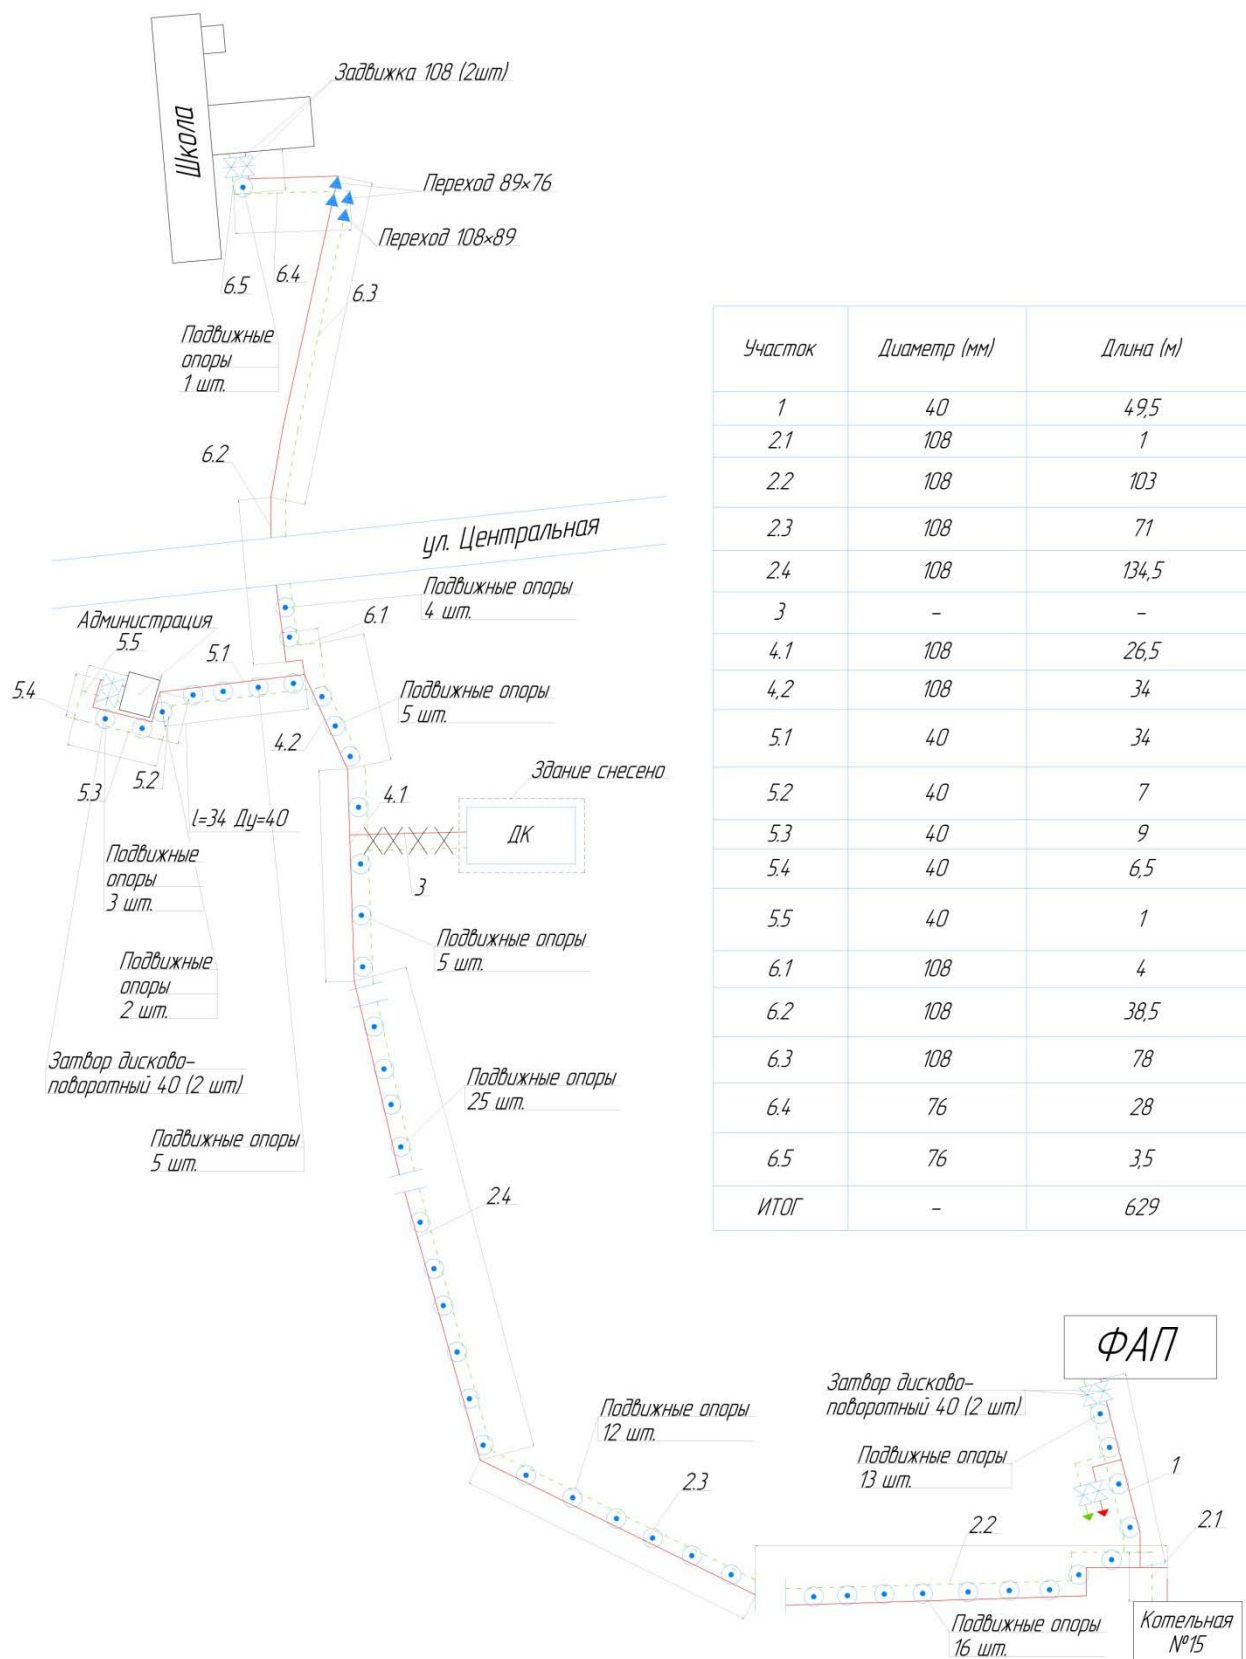 Школа
Задвижка 108 (2шт)
Переход 89×76
Переход 108×89
6.5
6.4
6.3
Подвижные
опоры
1 шт.
6.2
ул. Центральная
Подвижные опоры
4 шт.
6.1
Администрация
5.5
5.1
5.4
Подвижные опоры
5 шт.
4.2
5.2
5.3
l=34 Ду=40
Здание снесено
4.1
ДК
3
Подвижные
опоры
3 шт.
Подвижные опоры
5 шт.
Подвижные
опоры
2 шт.
Затвор дисково-
поворотный 40 (2 шт)
Подвижные опоры
25 шт.
Подвижные опоры
5 шт.
2.4
Участок Диаметр (мм) Длина (м)
1 40 49,5
2.1 108 1
2.2 108 103
2.3 108 71
2.4 108 134,5
3 – –
4.1 108 26,5
4,2 108 34
5.1 40 34
5.2 40 7
5.3 40 9
5.4 40 6,5
5.5 40 1
6.1 108 4
6.2 108 38,5
6.3 108 78
6.4 76 28
6.5 76 3,5
ИТОГ – 629
ФАП
Затвор дисково-
поворотный 40 (2 шт)
Подвижные опоры
12 шт.
Подвижные опоры
13 шт.
1
2.3
2.1
2.2
Подвижные опоры
16 шт.
Котельная
№15